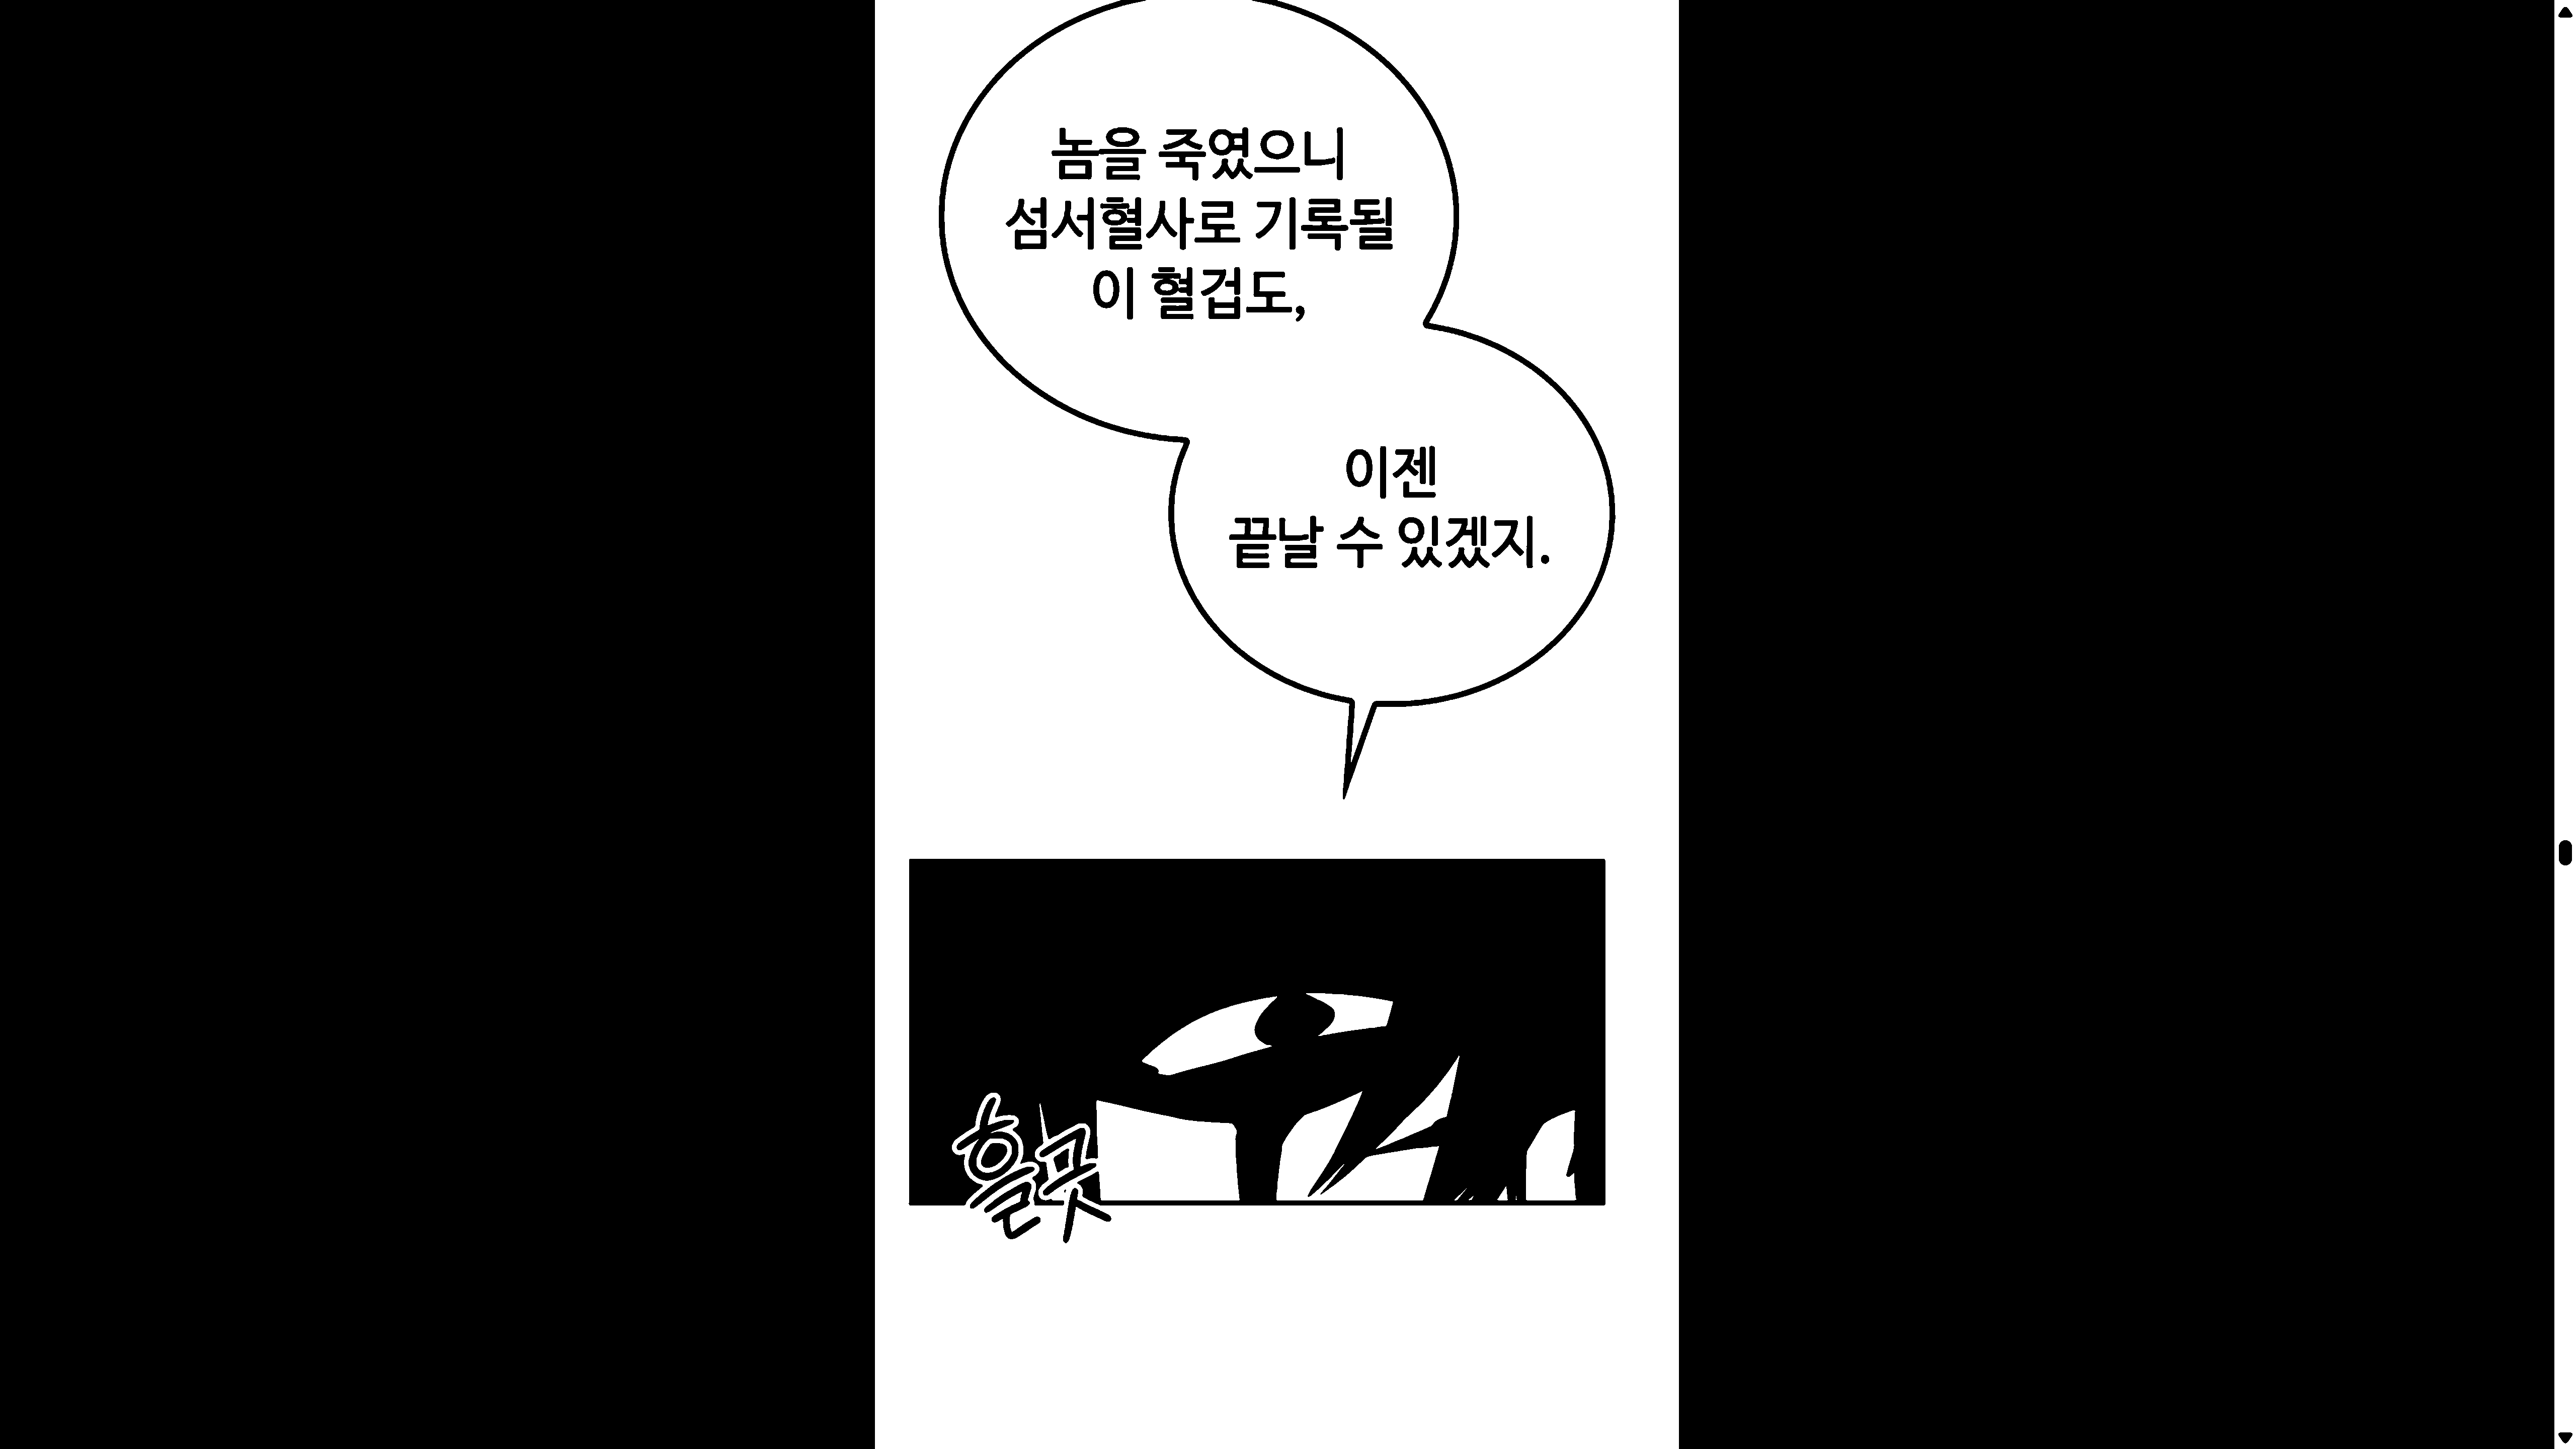 놈을 죽였으니
섬서혈사로 기록될
이 혈겁도,
이젠
끝날 수 있겠지.
흘긋